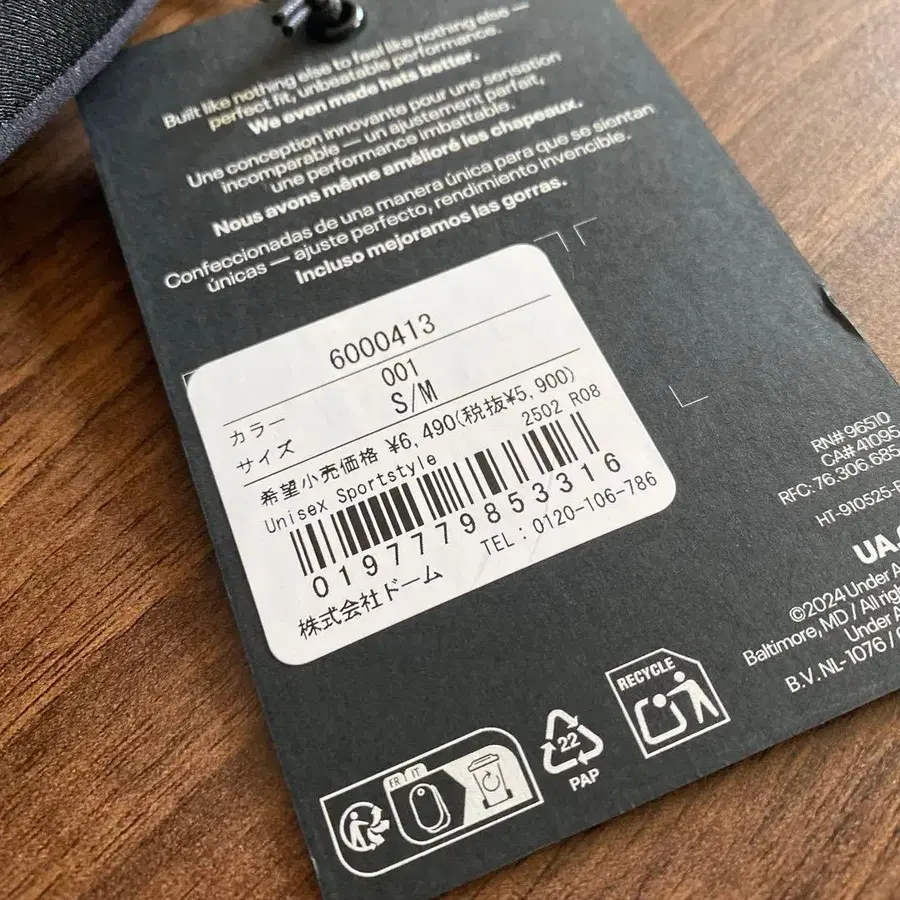 Built like nothing else to feel like nothing else —
perfect fit, unbeatable performance.
We even made hats better.
Une conception innovante pour une sensation
incomparable — un ajustement parfait,
une performance imbattable.
Nous avons même amélioré les chapeaux.
Confeccionadas de una manera única para que se sientan
únicas — ajuste perfecto, rendimiento invencible.
Incluso mejoramos las gorras.
6000413
カラー 001
サイズ S/M
希望小売価格 ¥6,490(税抜¥5,900)
Unisex Sportstyle 2502 R08
0197779853316
株式会社ドーム TEL:0120-106-786
RN# 96510
CA# 41095
RFC: 76.306.685
HT-910525-
UA.
©2024 Under
Baltimore, MD / All
Under
B.V. NL-1076 /
FR IT
22
PAP
RECYCLE